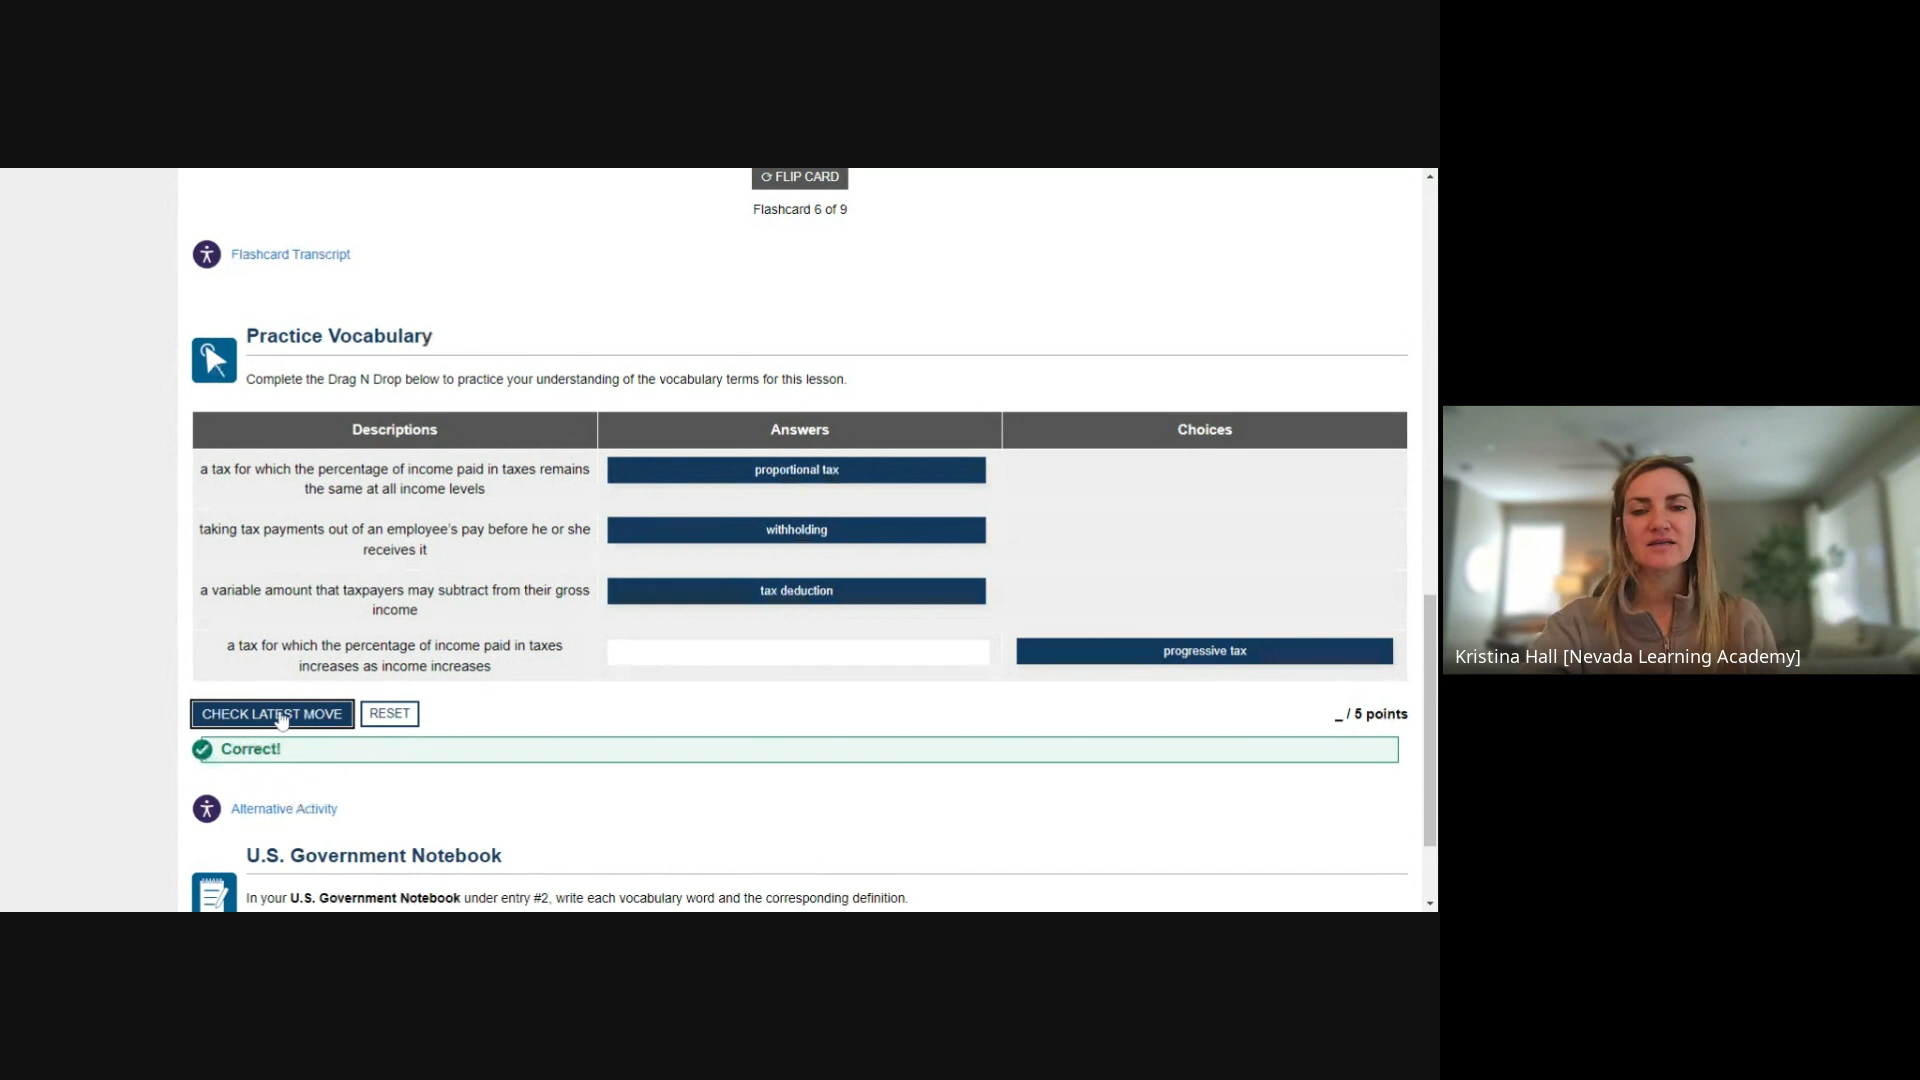 FLIP CARD
Flashcard 6 of 9
Flashcard Transcript
Practice Vocabulary
Complete the Drag N Drop below to practice your understanding of the vocabulary terms for this lesson.
Descriptions Answers Choices
a tax for which the percentage of income paid in taxes remains
the same at all income levels
proportional tax
taking tax payments out of an employee's pay before he or she
receives it
withholding
a variable amount that taxpayers may subtract from their gross
income
tax deduction
a tax for which the percentage of income paid in taxes
increases as income increases
progressive tax
CHECK LATEST MOVE RESET _ / 5 points
Correct!
Alternative Activity
U.S. Government Notebook
In your U.S. Government Notebook under entry #2, write each vocabulary word and the corresponding definition.
Kristina Hall [Nevada Learning Academy]